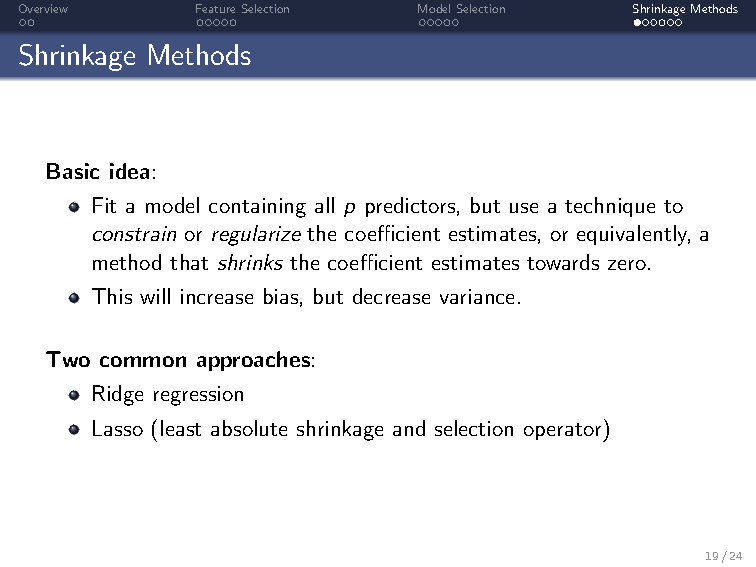 Overview Feature Selection Model Selection Shrinkage Methods
Shrinkage Methods
Basic idea:
Fit a model containing all p predictors, but use a technique to
constrain or regularize the coefficient estimates, or equivalently, a
method that shrinks the coefficient estimates towards zero.
This will increase bias, but decrease variance.
Two common approaches:
Ridge regression
Lasso (least absolute shrinkage and selection operator)
19 / 24